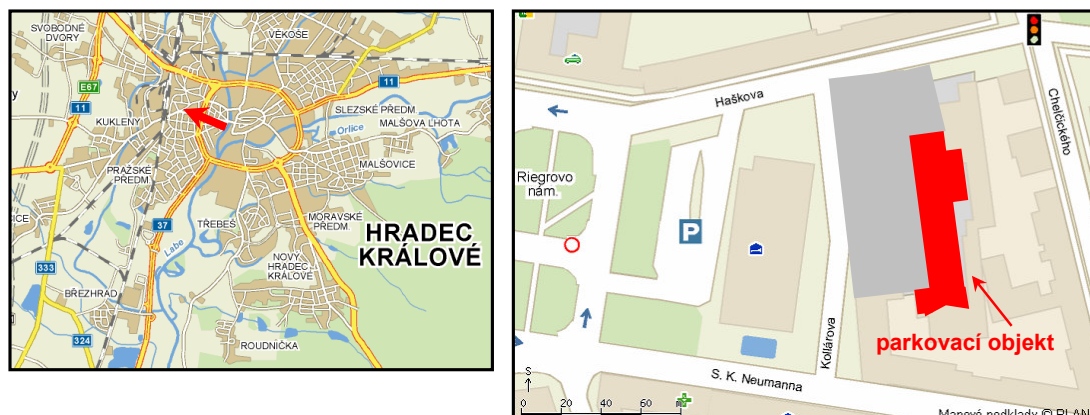 SVOBODNÉ
DVORY
VĚKOŠE
E67
11
11
KUKLENY
SLEZSKÉ PŘEDM.
MALŠOVA LHOTA
Orlice
MALŠOVICE
PRAŽSKÉ
PŘEDM.
37
TŘEBEŠ
MORAVSKÉ
PŘEDM.
HRADEC
KRÁLOVÉ
Labe
333
NOVÝ
HRADEC
KRÁLOVÉ
BŘEZHRAD
324
ROUDNIČKA
Haškova
Chelčického
Riegrovo
nám.
P
Kollárova
parkovací objekt
S. K. Neumanna
S
0 20 40 60
Mapové podklady © PLAN